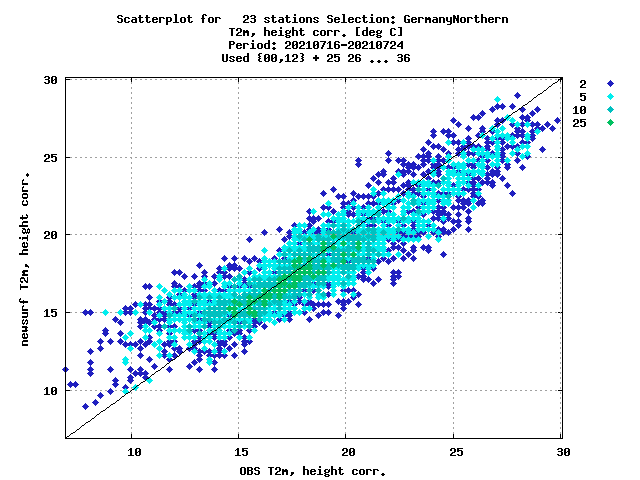 Scatterplot for 23 stations Selection: GermanyNorthern
T2m, height corr. [deg C]
Period: 20210716-20210724
Used {00,12} + 25 26 ... 36
30
25
20
15
10
newsurf T2m, height corr.
10 15 20 25 30
OBS T2m, height corr.
2
5
10
25